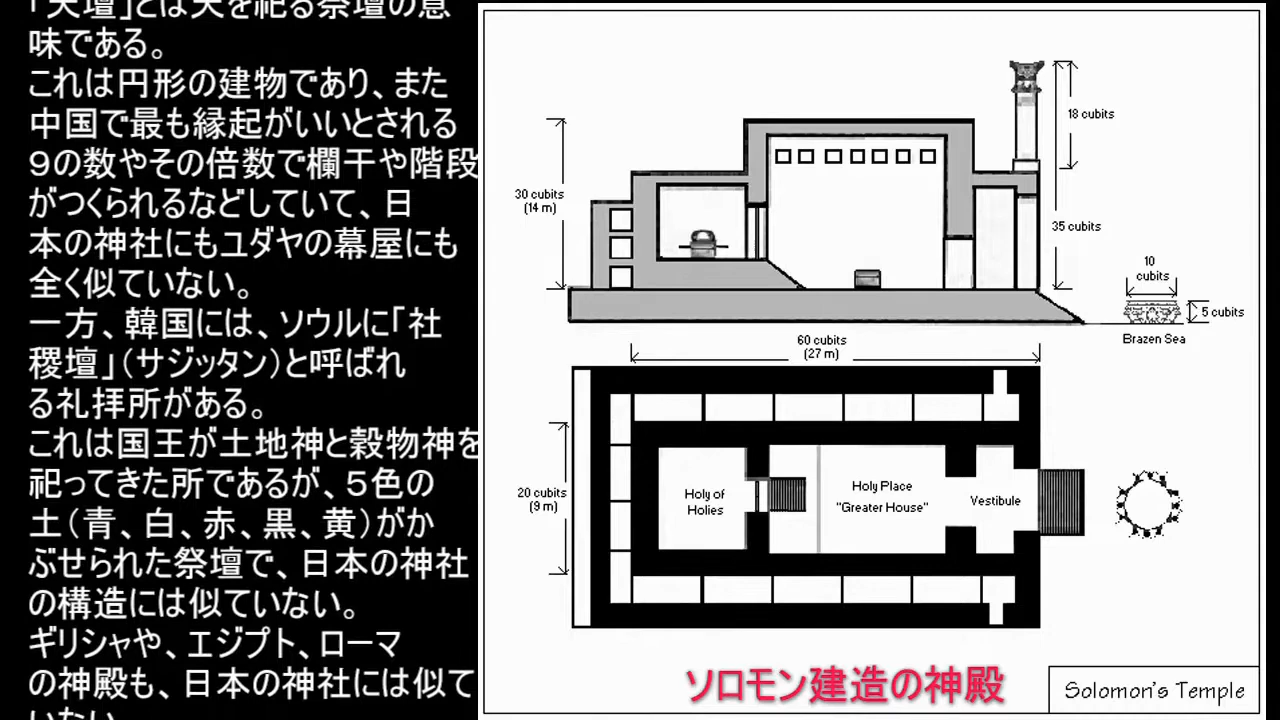 「天壇」とは天を祀る祭壇の意
味である。
これは円形の建物であり、また
中国で最も縁起がいいとされる
9の数やその倍数で欄干や階段
がつくられるなどしていて、日
本の神社にもユダヤの幕屋にも
全く似ていない。
一方、韓国には、ソウルに「社
稷壇」(サジッタン)と呼ばれ
る礼拝所がある。
これは国王が土地神と穀物神を
祀ってきた所であるが、5色の
土(青、白、赤、黒、黄)がか
ぶせられた祭壇で、日本の神社
の構造には似ていない。
ギリシャや、エジプト、ローマ
の神殿も、日本の神社には似て
いない
18 cubits
30 cubits
(14 m)
35 cubits
10
cubits
5 cubits
Brazen Sea
60 cubits
(27 m)
20 cubits
(9 m)
Holy of
Holies
Holy Place
"Greater House"
Vestibule
ソロモン建造の神殿
Solomon's Temple